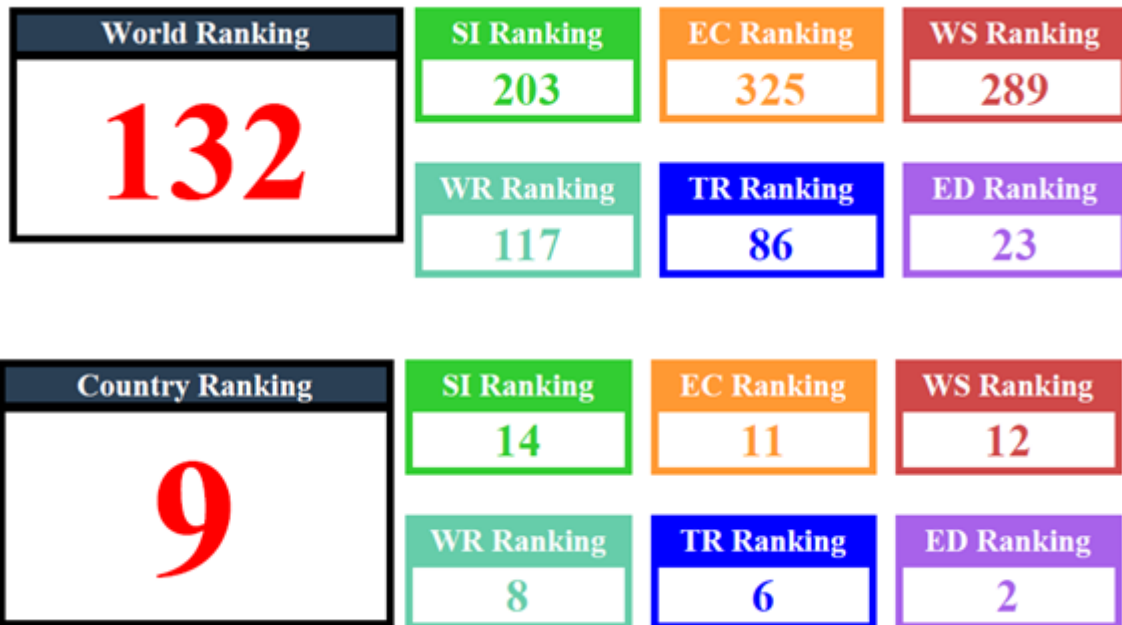 World Ranking
132
SI Ranking
203
EC Ranking
325
WS Ranking
289
WR Ranking
117
TR Ranking
86
ED Ranking
23
Country Ranking
9
SI Ranking
14
EC Ranking
11
WS Ranking
12
WR Ranking
8
TR Ranking
6
ED Ranking
2